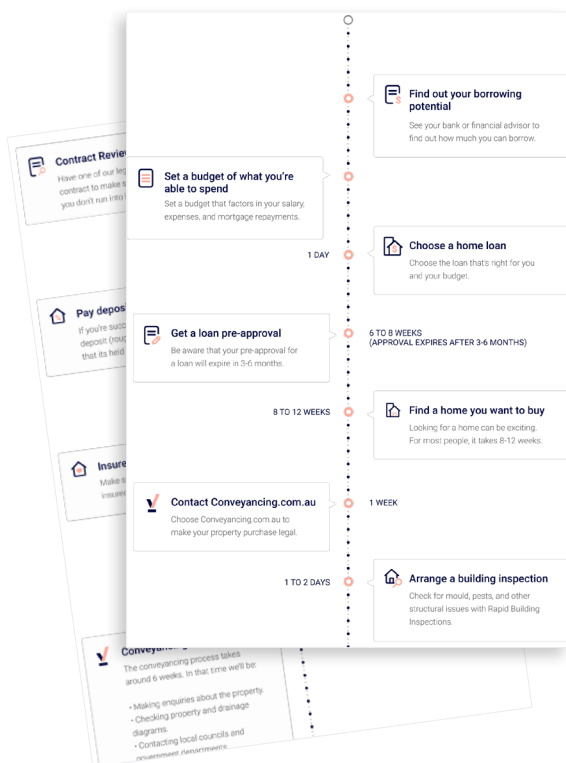 Find out your borrowing
potential
See your bank or financial advisor to
find out how much you can borrow.
Set a budget of what you're
able to spend
Set a budget that factors in your salary,
expenses, and mortgage repayments.
1 DAY
Choose a home loan
Choose the loan that's right for you
and your budget.
Get a loan pre-approval
Be aware that your pre-approval for
a loan will expire in 3-6 months.
6 TO 8 WEEKS
(APPROVAL EXPIRES AFTER 3-6 MONTHS)
8 TO 12 WEEKS
Find a home you want to buy
Looking for a home can be exciting.
For most people, it takes 8-12 weeks.
Contact Conveyancing.com.au
Choose Conveyancing.com.au to
make your property purchase legal.
1 WEEK
1 TO 2 DAYS
Arrange a building inspection
Check for mould, pests, and other
structural issues with Rapid Building
Inspections.
Contract
Have one of our
contract to make
you don't run into
Pay
If you're
deposit
that its held
Make
The conveyancing process takes
around 6 weeks. In that time we'll be:
• Making enquiries about the property.
• Checking property and drainage
diagrams.
• Contacting local councils and
government departments